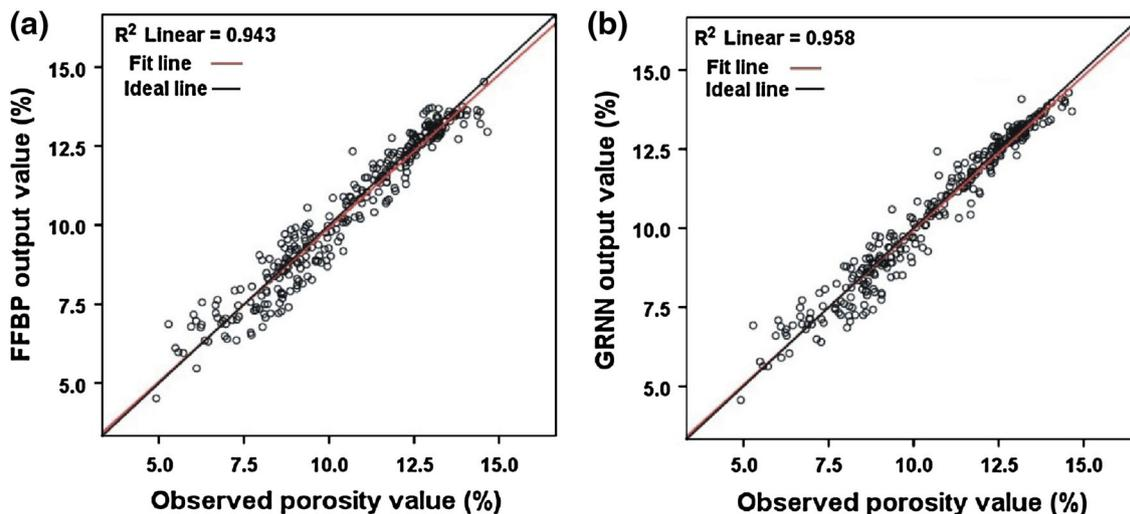 (a)
R² Linear = 0.943
Fit line
Ideal line
FFBP output value (%)
15.0
12.5
10.0
7.5
5.0
5.0 7.5 10.0 12.5 15.0
Observed porosity value (%)
(b)
R² Linear = 0.958
Fit line
Ideal line
GRNN output value (%)
15.0
12.5
10.0
7.5
5.0
5.0 7.5 10.0 12.5 15.0
Observed porosity value (%)